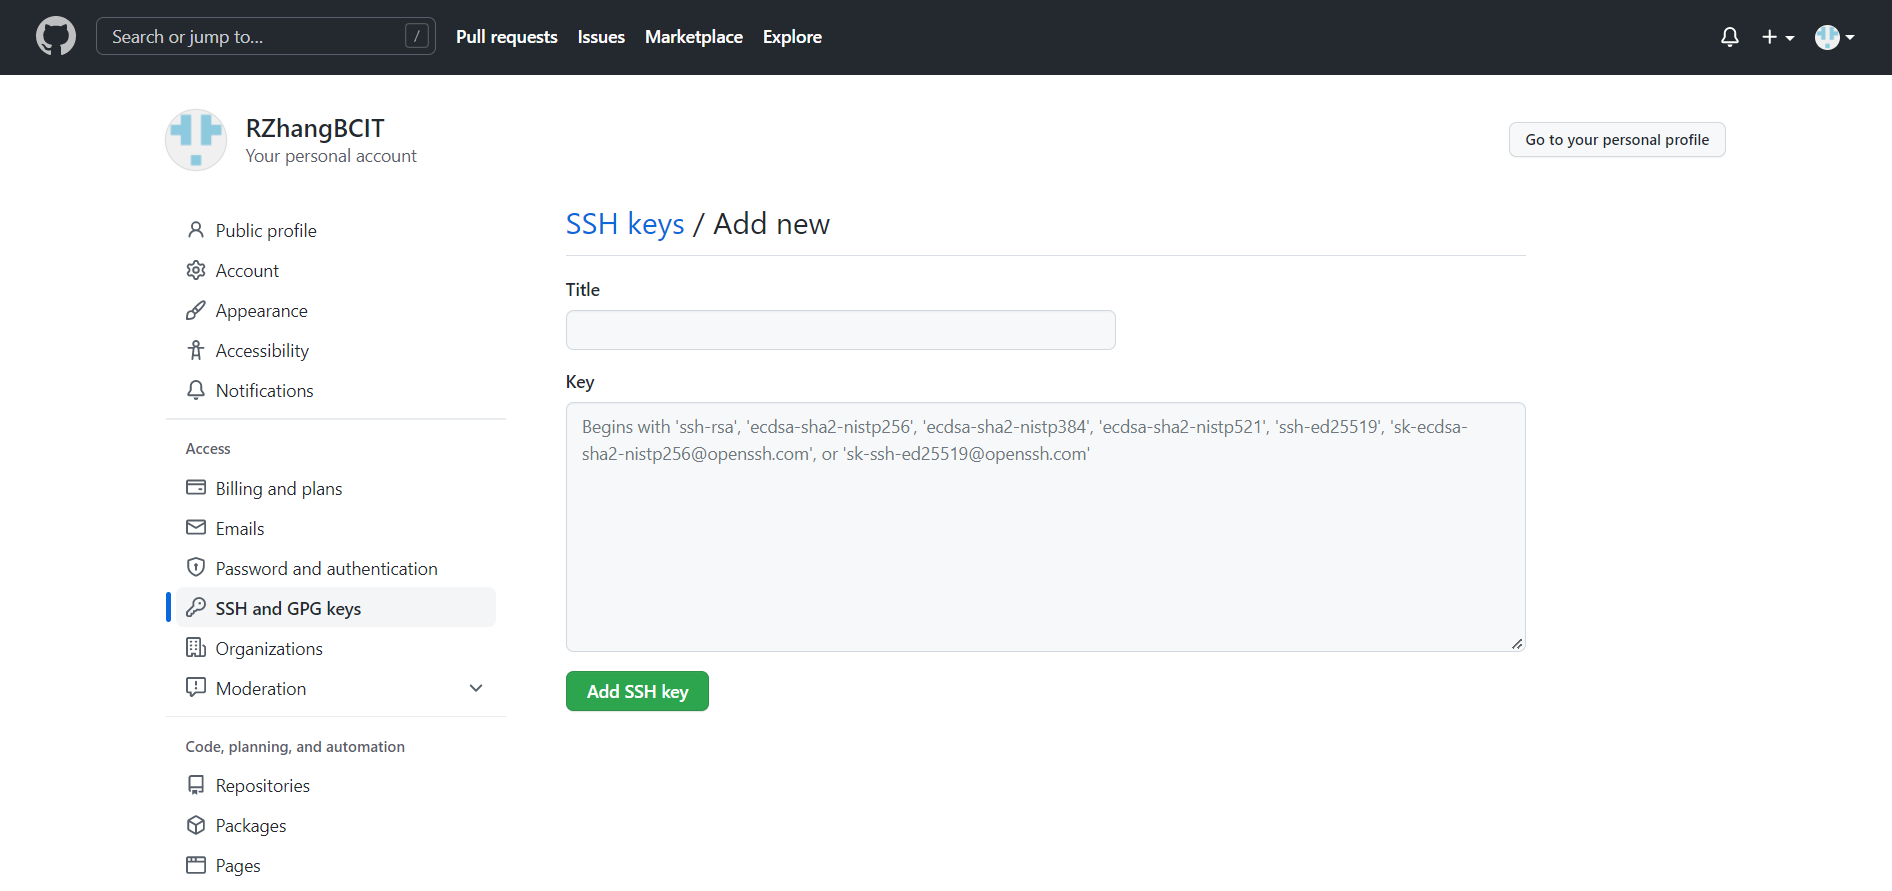 Search or jump to... /
Pull requests Issues Marketplace Explore
RZhangBCIT
Your personal account
Go to your personal profile
Public profile
Account
Appearance
Accessibility
Notifications
Access
Billing and plans
Emails
Password and authentication
SSH and GPG keys
Organizations
Moderation
Code, planning, and automation
Repositories
Packages
Pages
SSH keys / Add new
Title
Key
Begins with 'ssh-rsa', 'ecdsa-sha2-nistp256', 'ecdsa-sha2-nistp384', 'ecdsa-sha2-nistp521', 'ssh-ed25519', 'sk-ecdsa-
sha2-nistp256@openssh.com', or 'sk-ssh-ed25519@openssh.com'
Add SSH key